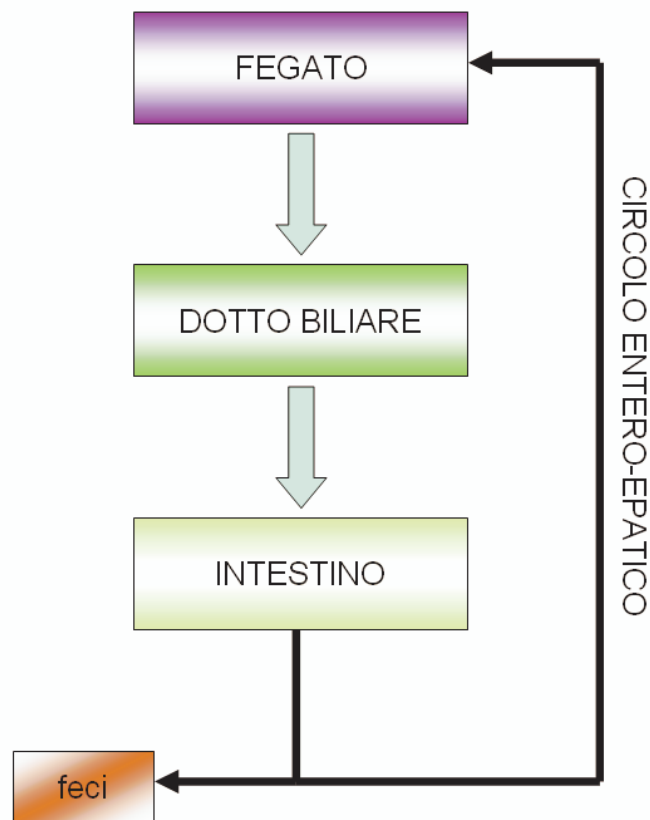 FEGATO
DOTTO BILIARE
INTESTINO
feci
CIRCOLO ENTERO-EPATICO